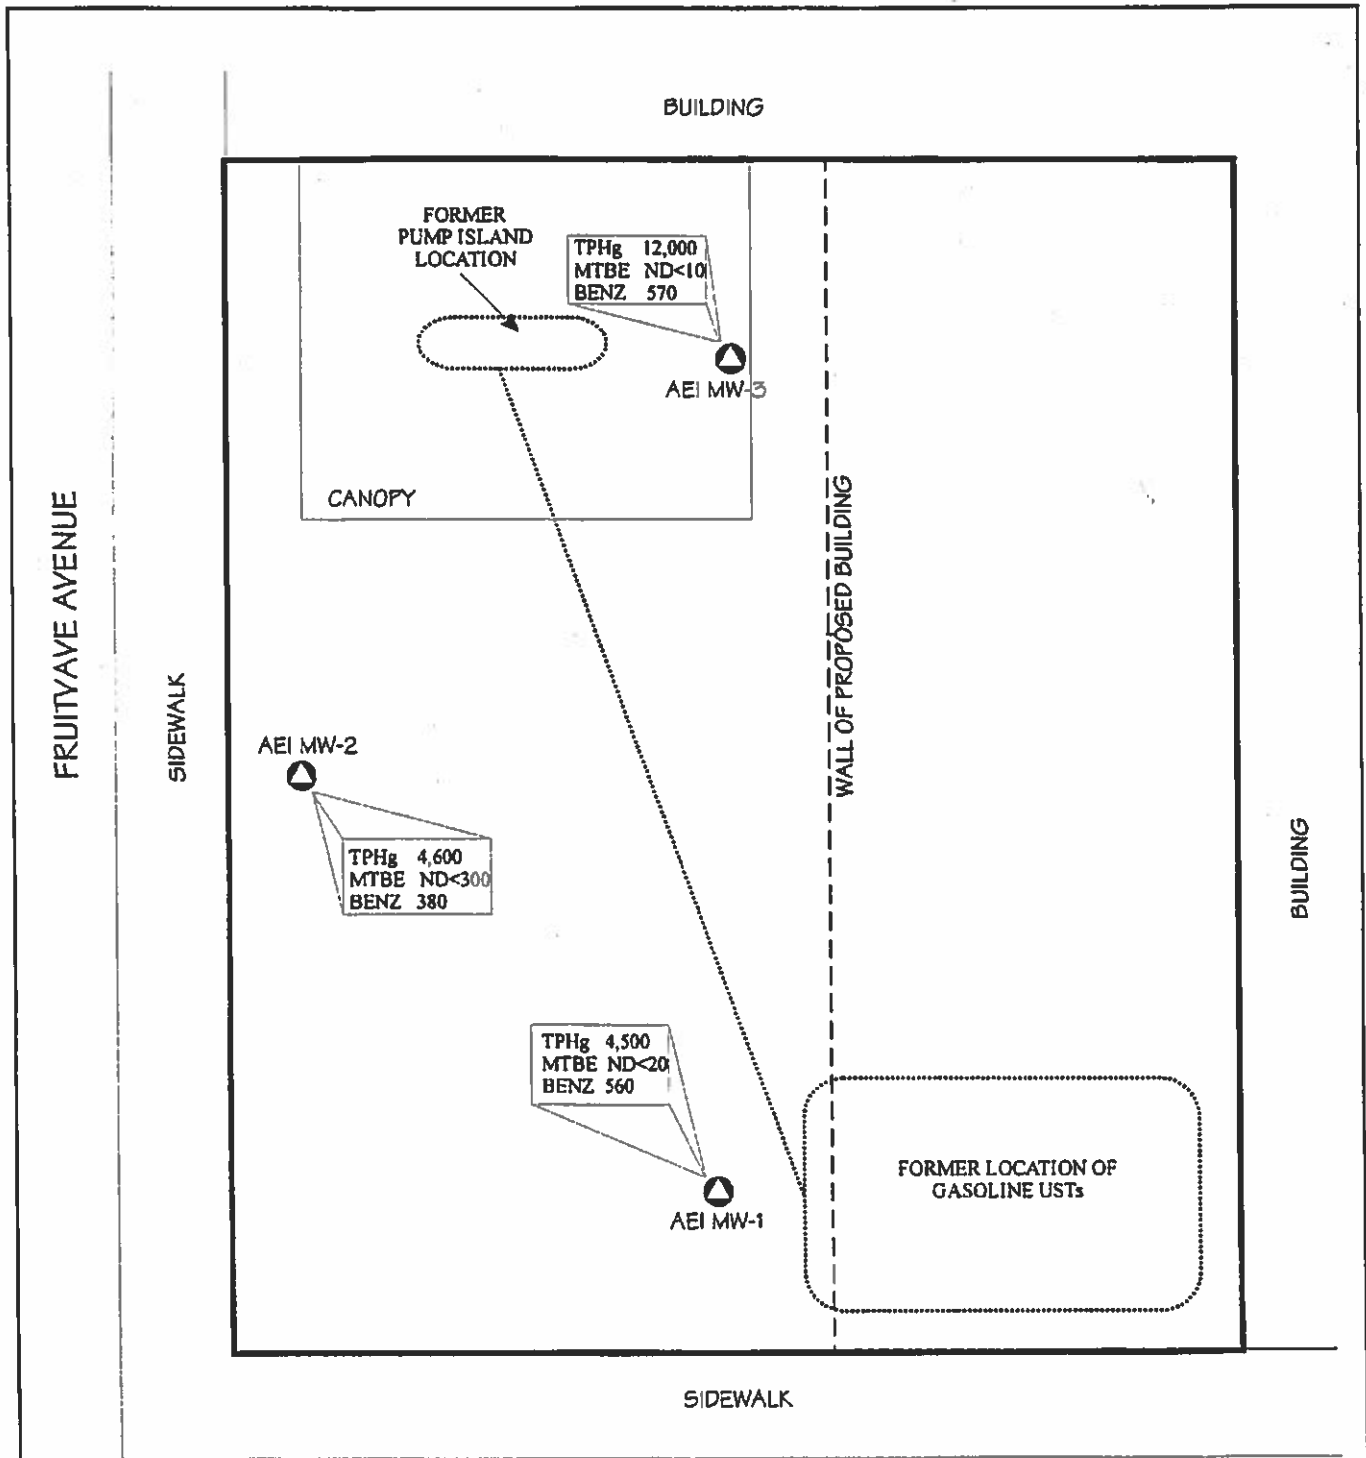 BUILDING
FORMER
PUMP ISLAND
LOCATION
TPHg 12,000
MTBE ND<10
BENZ 570
AEI MW-3
CANOPY
FRUITVAVE AVENUE
SIDEWALK
WALL OF PROPOSED BUILDING
AEI MW-2
TPHg 4,600
MTBE ND<300
BENZ 380
BUILDING
TPHg 4,500
MTBE ND<20
BENZ 560
AEI MW-1
FORMER LOCATION OF
GASOLINE USTs
SIDEWALK